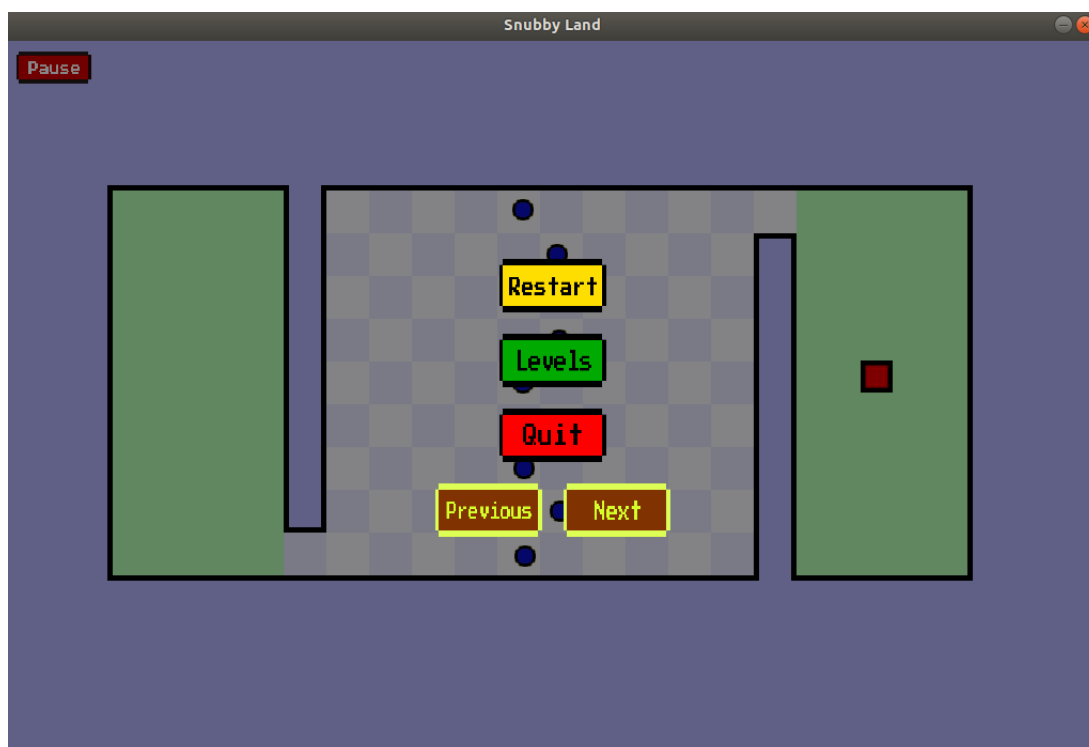 Snubby Land
Pause
Restart
Levels
Quit
Previous
Next